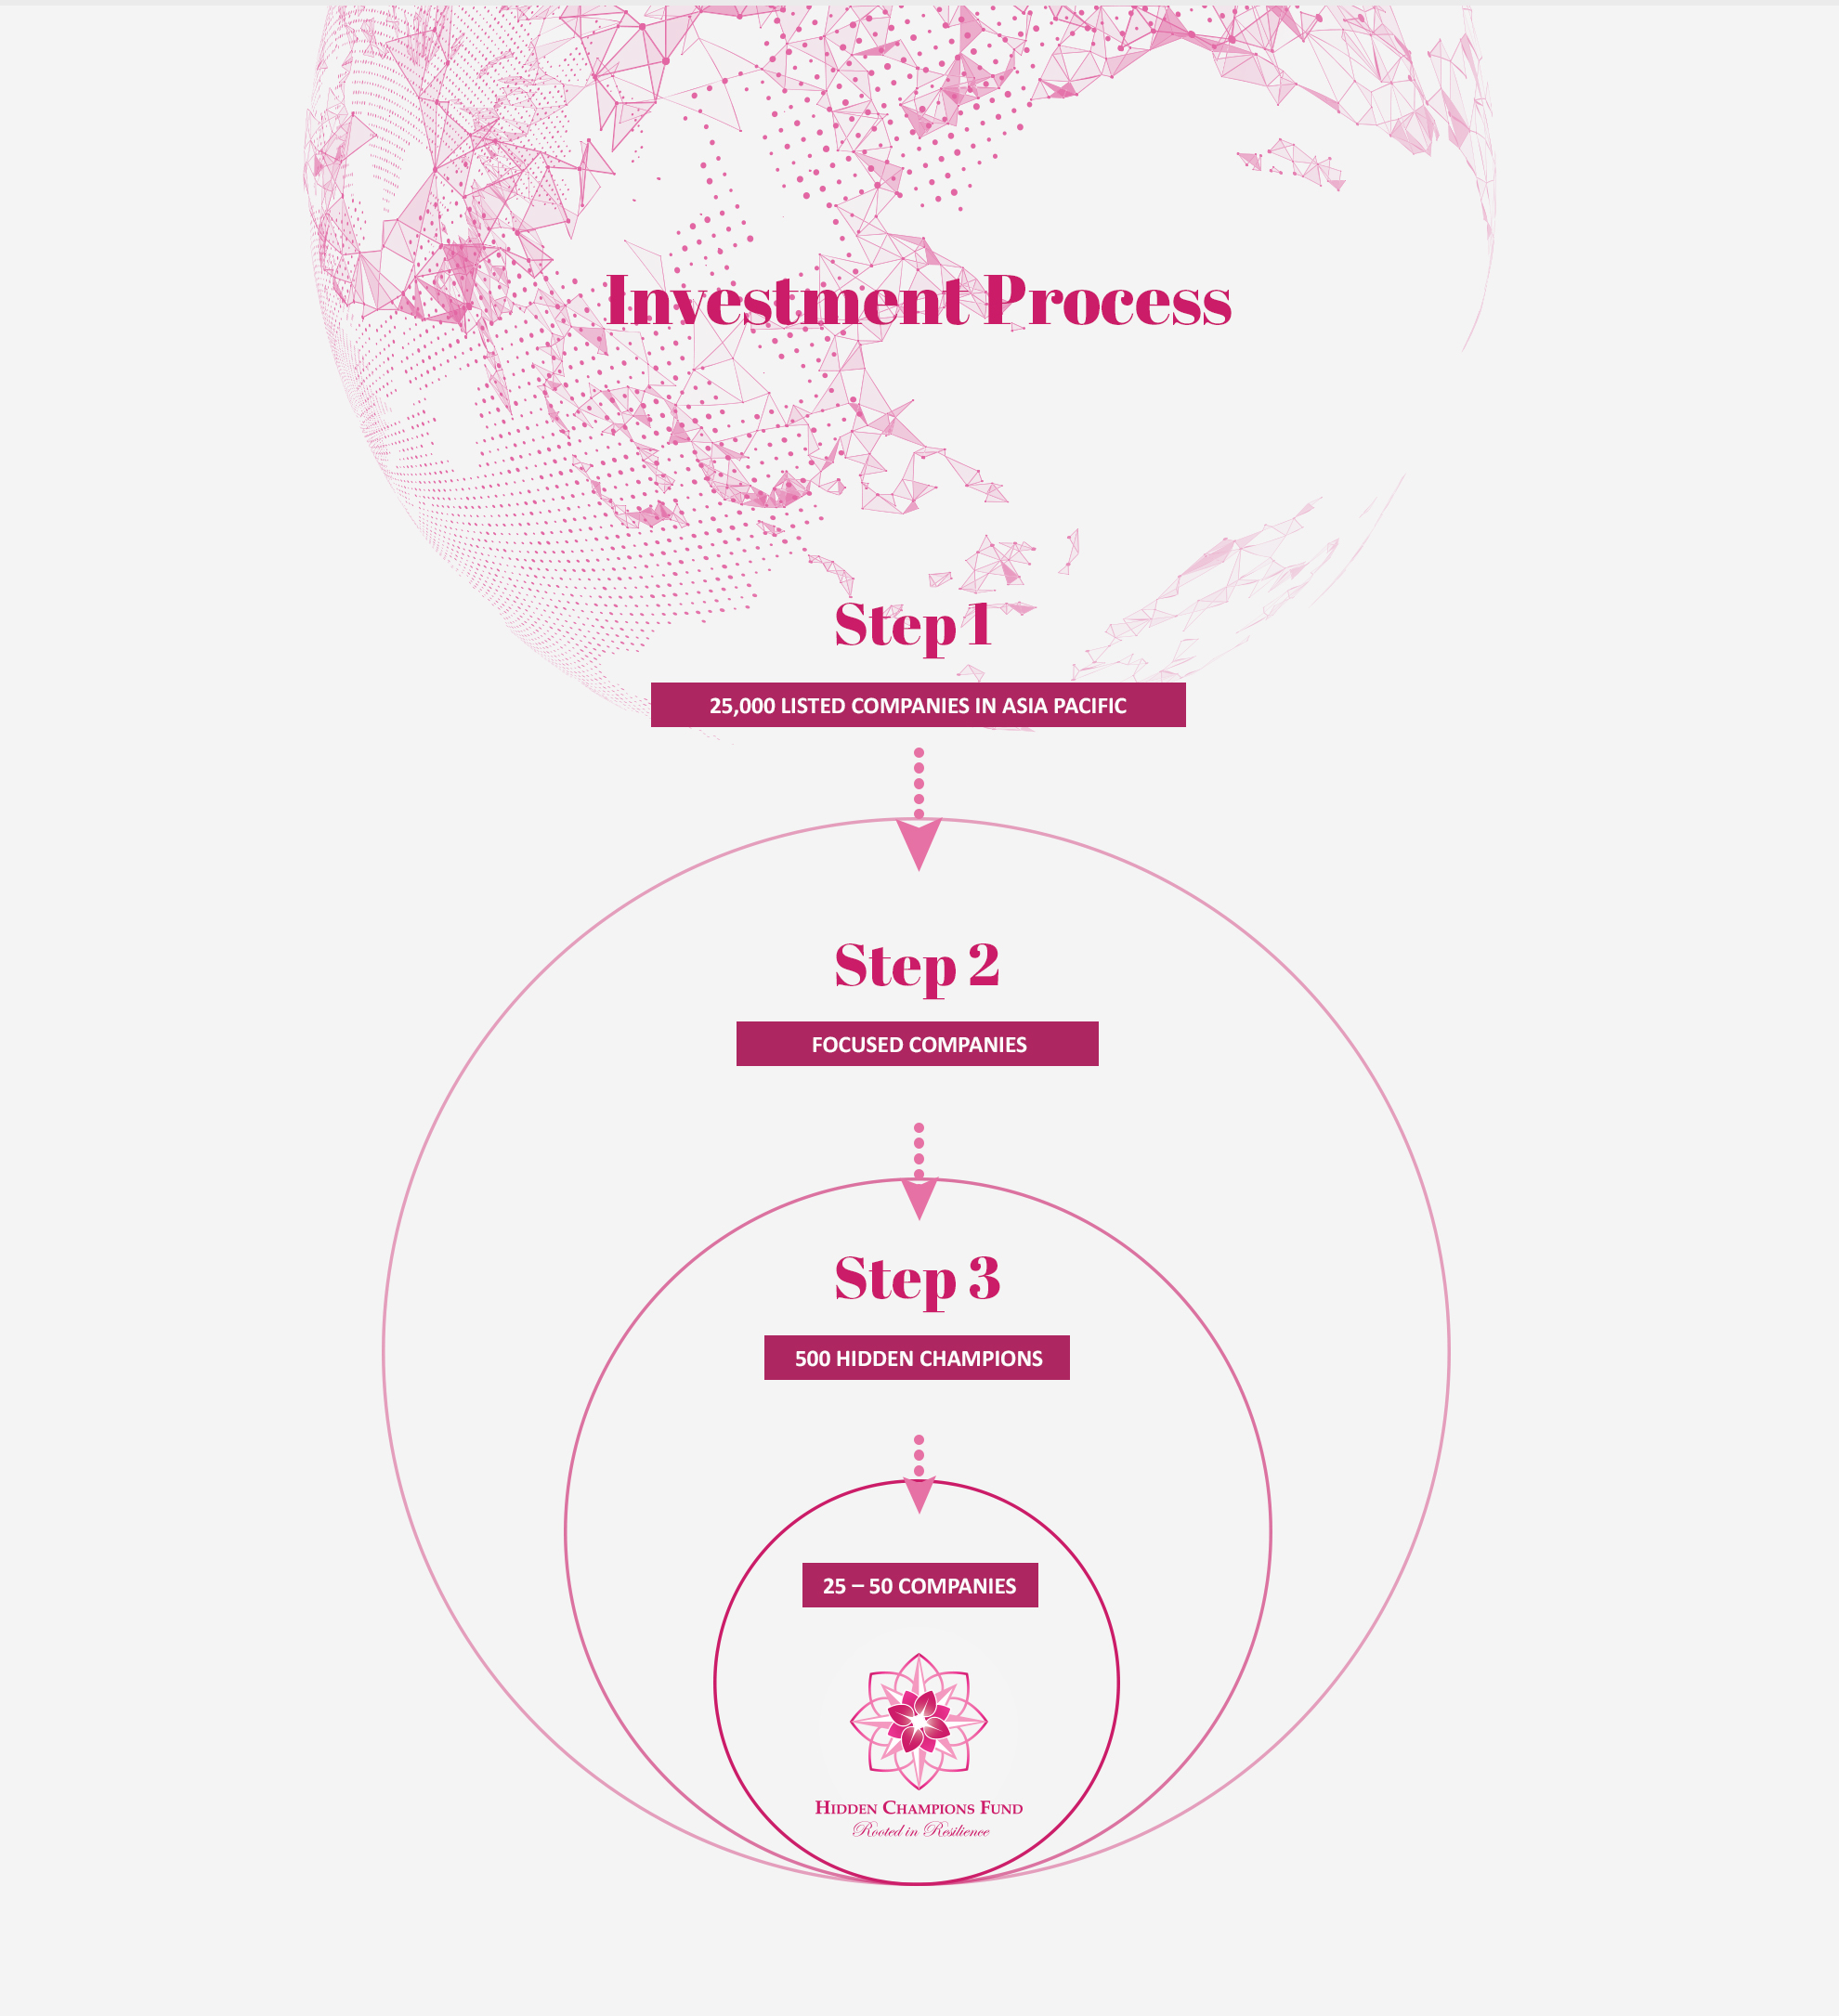 Investment Process
Step 1
25,000 LISTED COMPANIES IN ASIA PACIFIC
Step 2
FOCUSED COMPANIES
Step 3
500 HIDDEN CHAMPIONS
25 – 50 COMPANIES
HIDDEN CHAMPIONS FUND
Rooted in Resilience